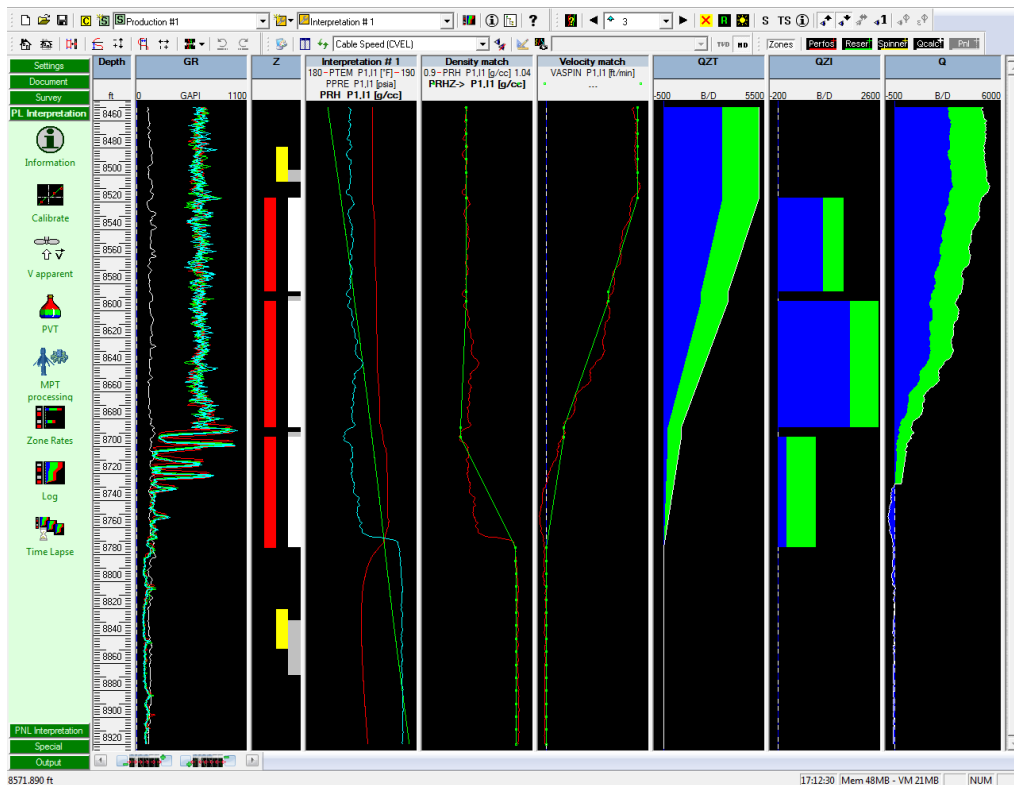 Production #1
Interpretation # 1
3
S TS
1
Cable Speed (CVEL)
TVD MD
Zones Perfos Reserv Spinner Qcalc Pnl
Settings
Document
Survey
PL Interpretation
Information
Calibrate
V apparent
PVT
MPT
processing
Zone Rates
Log
Time Lapse
PNL Interpretation
Special
Output
Depth GR Z Interpretation # 1 Density match Velocity match QZT QZI Q
180-PTEM P1,I1 [°F]-190 0.9-PRH P1,I1 [g/cc] 1.04 VASPIN P1,I1 [ft/min]
PPRE P1,I1 [psia] PRHZ-> P1,I1 [g/cc] ...
PRH P1,I1 [g/cc]
ft 0 GAPI 1100 -500 B/D 5500 -200 B/D 2600 -500 B/D 6000
8460
8480
8500
8520
8540
8560
8580
8600
8620
8640
8660
8680
8700
8720
8740
8760
8780
8800
8820
8840
8860
8880
8900
8920
8571.890 ft 17:12:30 Mem 48MB - VM 21MB NUM